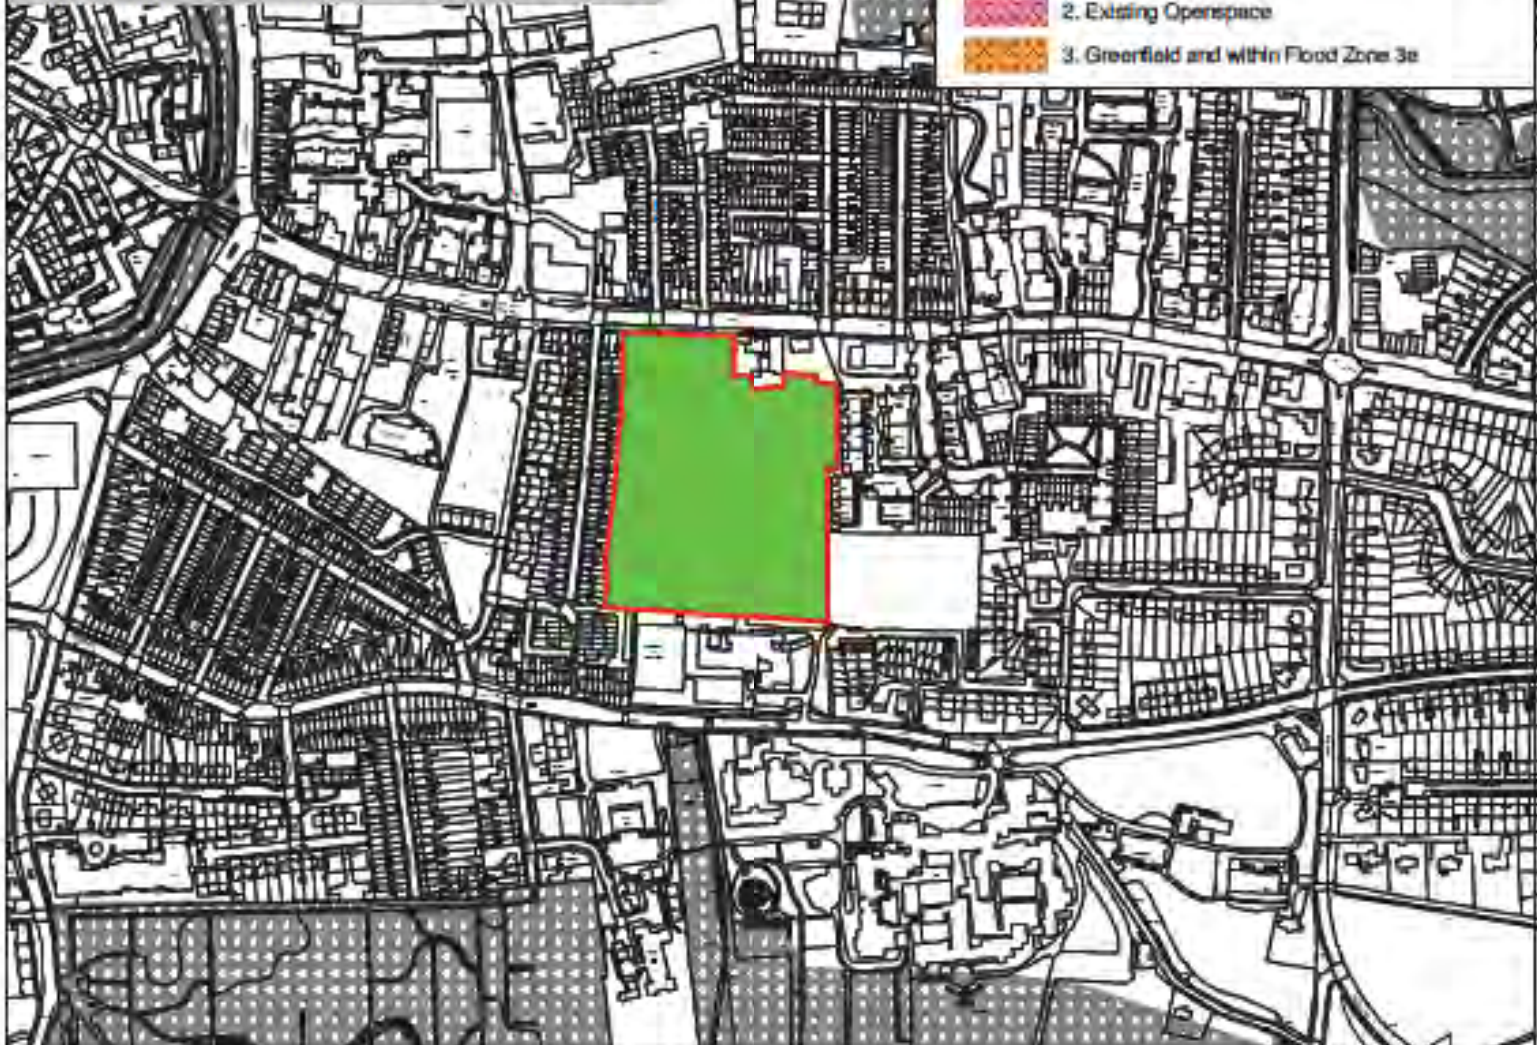 2. Existing Openspace
3. Greenfield and within Flood Zone 3a